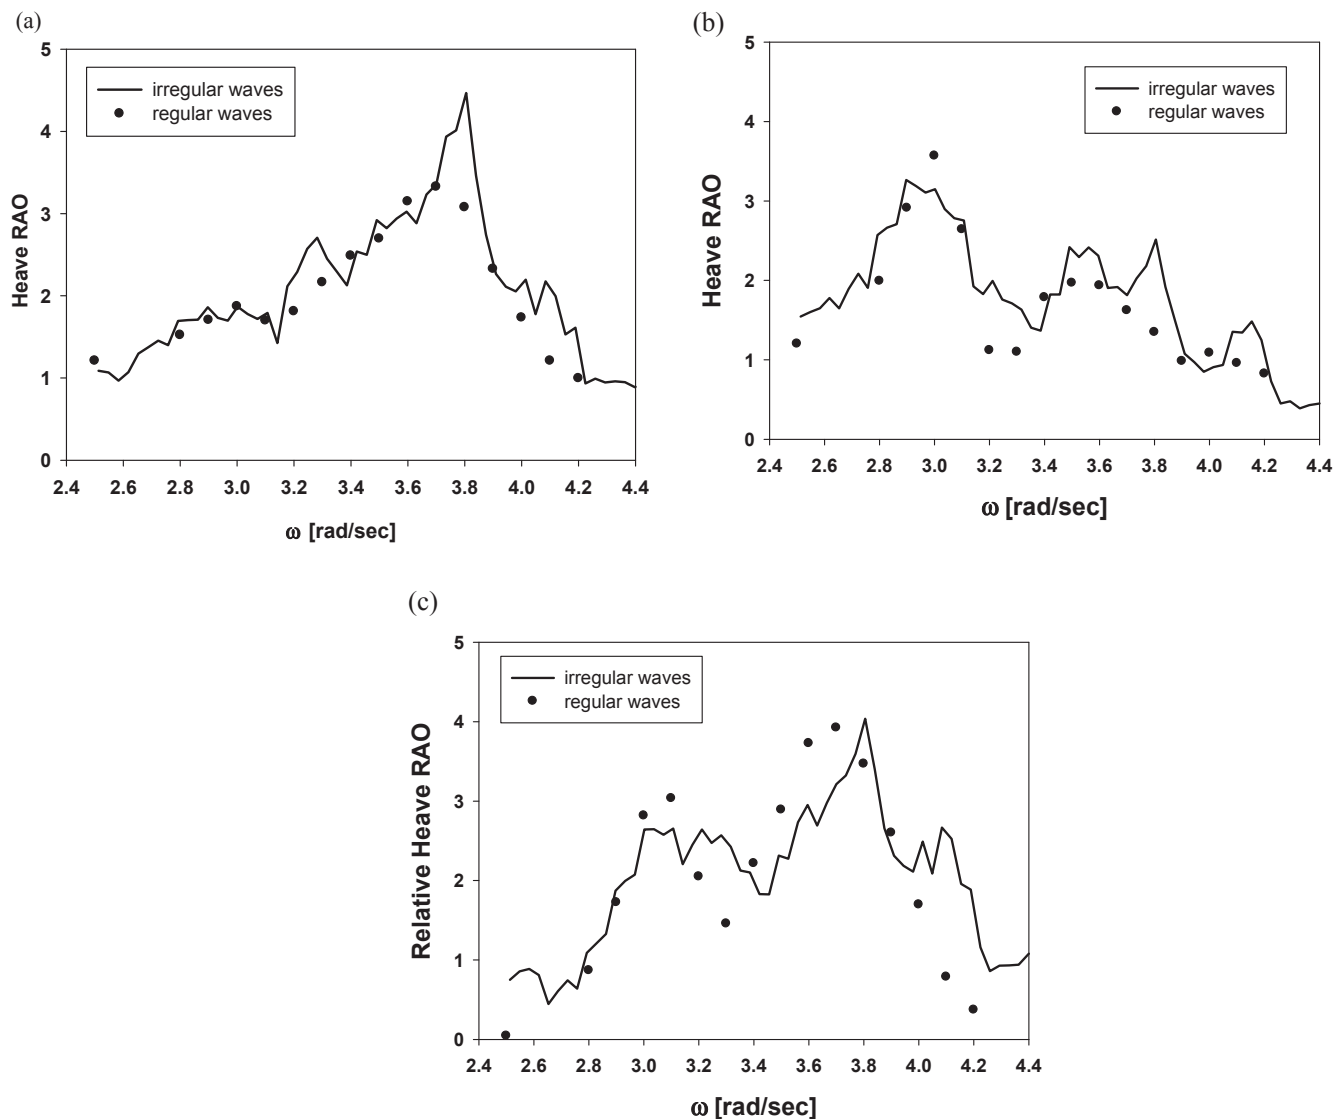 (a)
5
4
3
2
1
0
Heave RAO
irregular waves
regular waves
2.4 2.6 2.8 3.0 3.2 3.4 3.6 3.8 4.0 4.2 4.4
ω [rad/sec]
(b)
5
4
3
2
1
0
Heave RAO
irregular waves
regular waves
2.4 2.6 2.8 3.0 3.2 3.4 3.6 3.8 4.0 4.2 4.4
ω [rad/sec]
(c)
5
4
3
2
1
0
Relative Heave RAO
irregular waves
regular waves
2.4 2.6 2.8 3.0 3.2 3.4 3.6 3.8 4.0 4.2 4.4
ω [rad/sec]